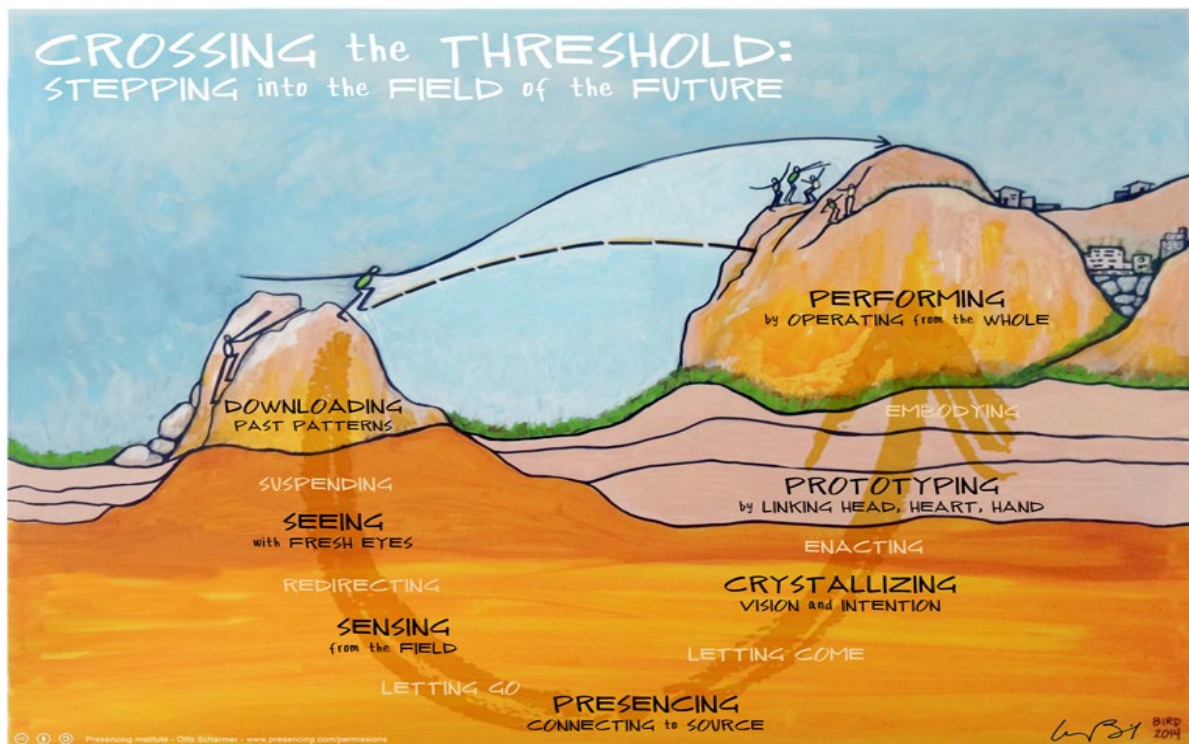 CROSSING the THRESHOLD:
STEPPING into the FIELD of the FUTURE
PERFORMING
by OPERATING from the WHOLE
DOWNLOADING
PAST PATTERNS
EMBODYING
SUSPENDING
PROTOTYPING
by LINKING HEAD, HEART, HAND
SEEING
with FRESH EYES
ENACTING
REDIRECTING
CRYSTALLIZING
VISION and INTENTION
SENSING
from the FIELD
LETTING COME
LETTING GO
PRESENCING
CONNECTING to SOURCE
BIRD
2014
Presencing Institute - Otto Scharmer - www.presencing.com/permissions